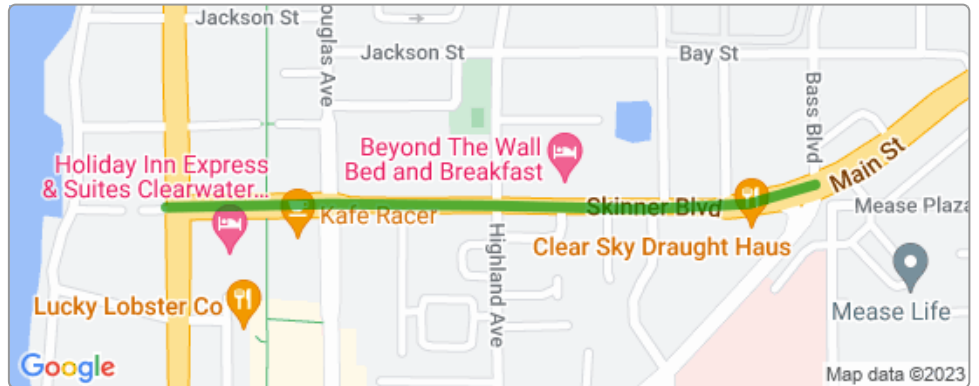 Jackson St
ouglas Ave
Jackson St
Bay St
Bass Blvd
Main St
Beyond The Wall
Bed and Breakfast
Holiday Inn Express
& Suites Clearwater...
Kafe Racer
Skinner Blvd
Mease Plaza
Highland Ave
Clear Sky Draught Haus
Lucky Lobster Co
Mease Life
Google
Map data ©2023